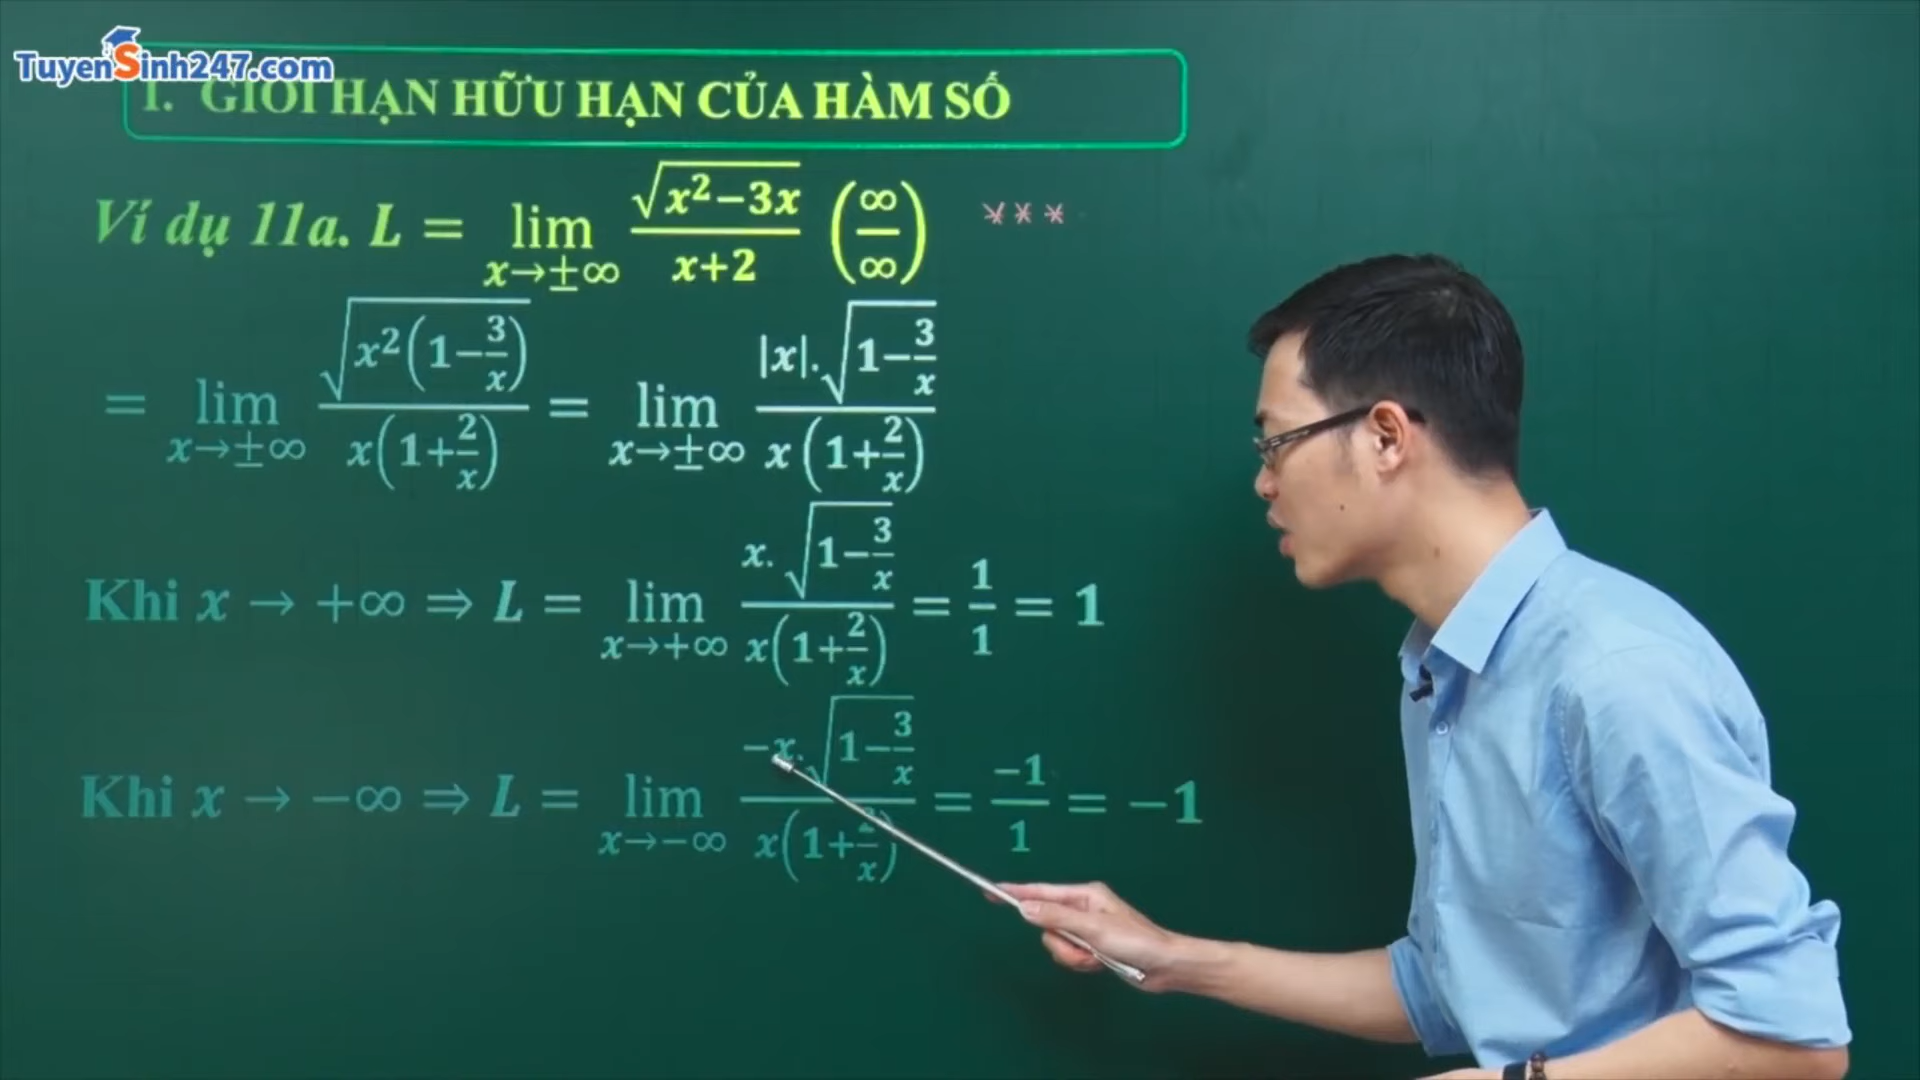 TuyenSinh247.com
I. GIỚI HẠN HỮU HẠN CỦA HÀM SỐ
Ví dụ 11a. L = lim x→±∞ √(x²−3x) / (x+2) (∞/∞) ***
= lim x→±∞ √(x²(1−3/x)) / x(1+2/x) = lim x→±∞ |x|.√(1−3/x) / x(1+2/x)
Khi x → +∞ ⇒ L = lim x→+∞ x.√(1−3/x) / x(1+2/x) = 1/1 = 1
Khi x → −∞ ⇒ L = lim x→−∞ −x.√(1−3/x) / x(1+2/x) = −1/1 = −1